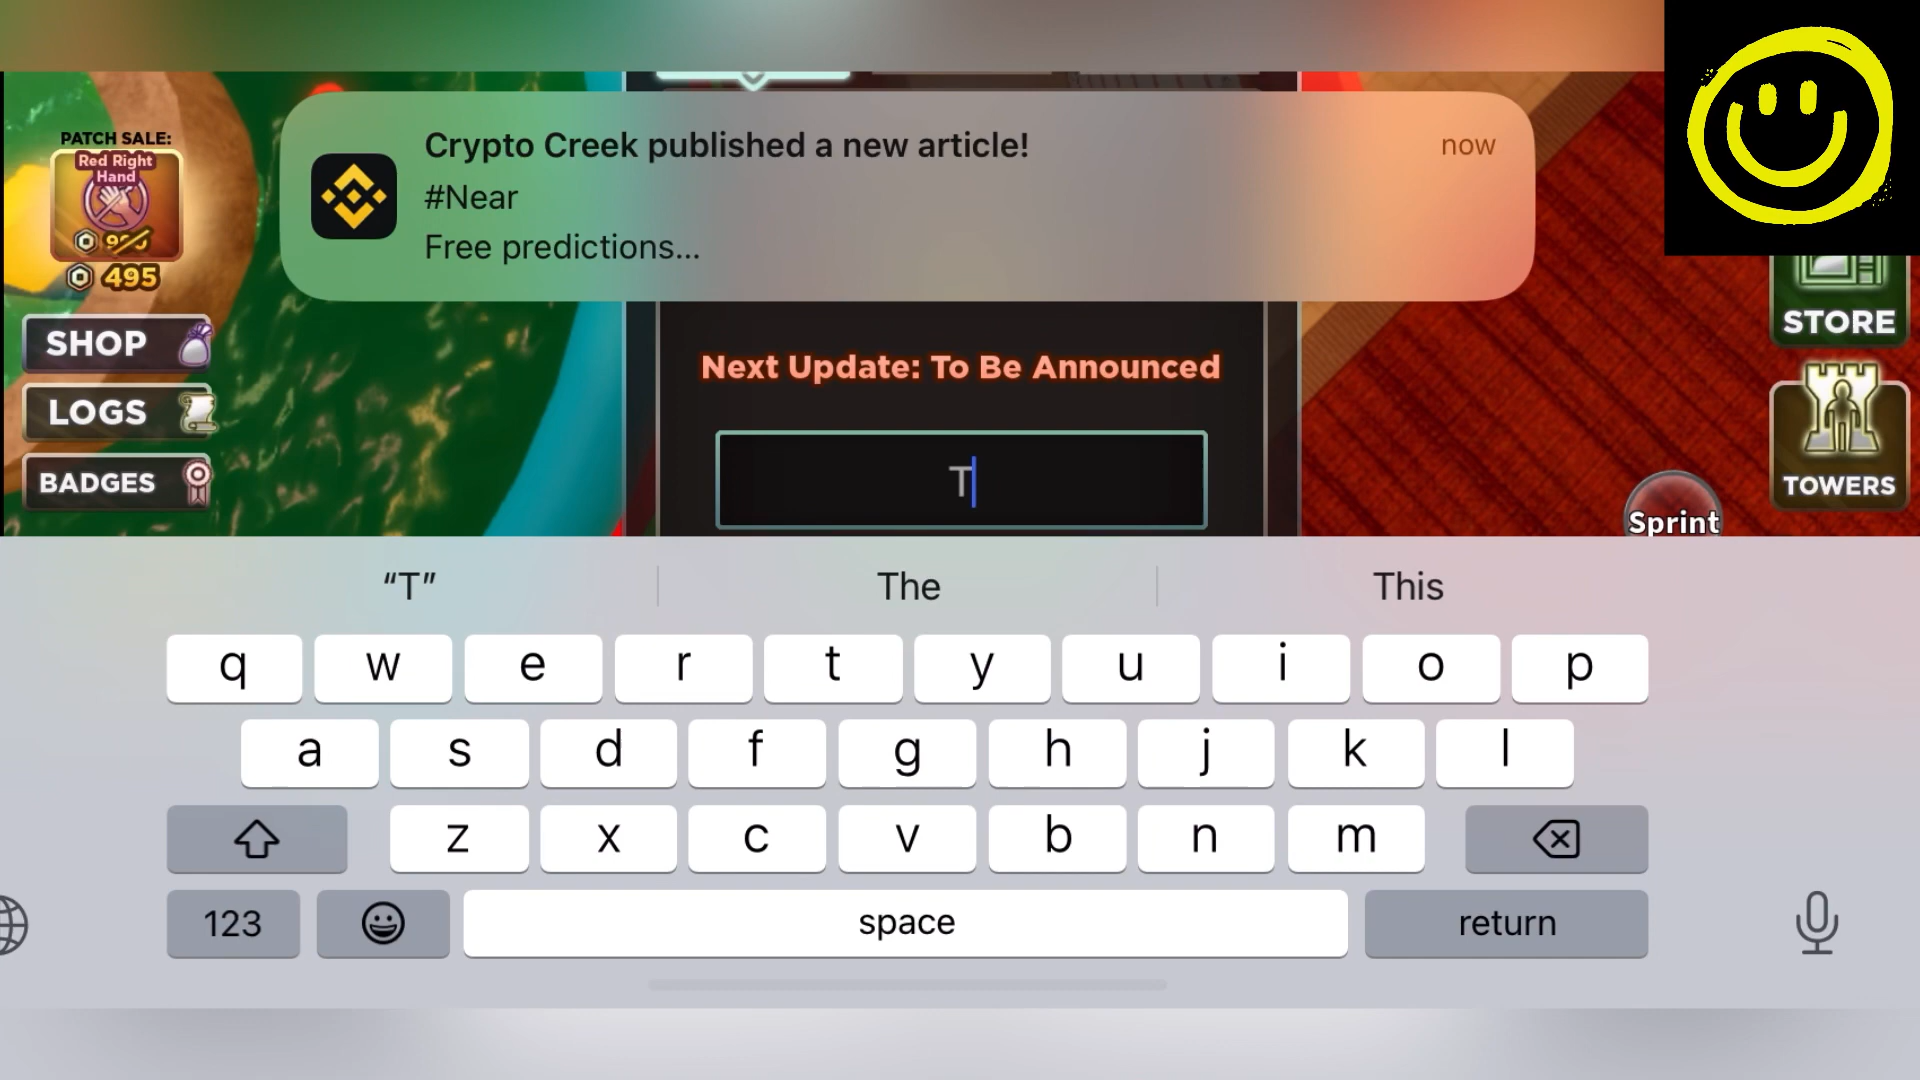 Crypto Creek published a new article!
now
#Near
Free predictions...
PATCH SALE:
Red Right
Hand
495
SHOP
LOGS
BADGES
Next Update: To Be Announced
T
STORE
TOWERS
Sprint
“T” The This
q w e r t y u i o p
a s d f g h j k l
z x c v b n m
123 space return